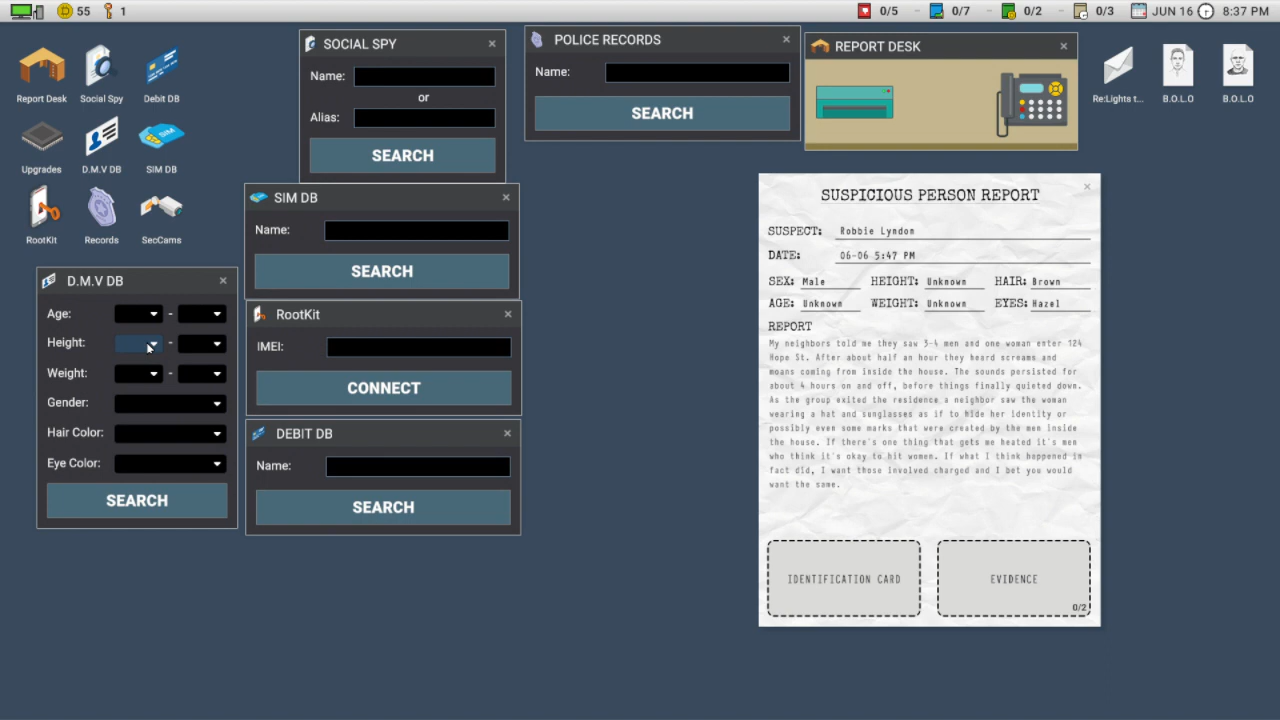 55
1
0/5
0/7
0/2
0/3
JUN 16
8:37 PM
Report Desk
Social Spy
Debit DB
Upgrades
D.M.V DB
SIM DB
RootKit
Records
SecCams
SOCIAL SPY
Name:
or
Alias:
SEARCH
POLICE RECORDS
Name:
SEARCH
REPORT DESK
Re:Lights t...
B.O.L.O
B.O.L.O
SIM DB
Name:
SEARCH
RootKit
IMEI:
CONNECT
DEBIT DB
Name:
SEARCH
D.M.V DB
Age: -
Height: -
Weight: -
Gender:
Hair Color:
Eye Color:
SEARCH
SUSPICIOUS PERSON REPORT
SUSPECT: Robbie Lyndon
DATE: 06-06 5:47 PM
SEX: Male HEIGHT: Unknown HAIR: Brown
AGE: Unknown WEIGHT: Unknown EYES: Hazel
REPORT
My neighbors told me they saw 3-4 men and one woman enter 124
Hope St. After about half an hour they heard screams and
moans coming from inside the house. The sounds persisted for
about 4 hours on and off, before things finally quieted down.
As the group exited the residence a neighbor saw the woman
wearing a hat and sunglasses as if to hide her identity or
possibly even some marks that were created by the men inside
the house. If there's one thing that gets me heated it's men
who think it's okay to hit women. If what I think happened in
fact did, I want those involved charged and I bet you would
want the same.
IDENTIFICATION CARD
EVIDENCE
0/2